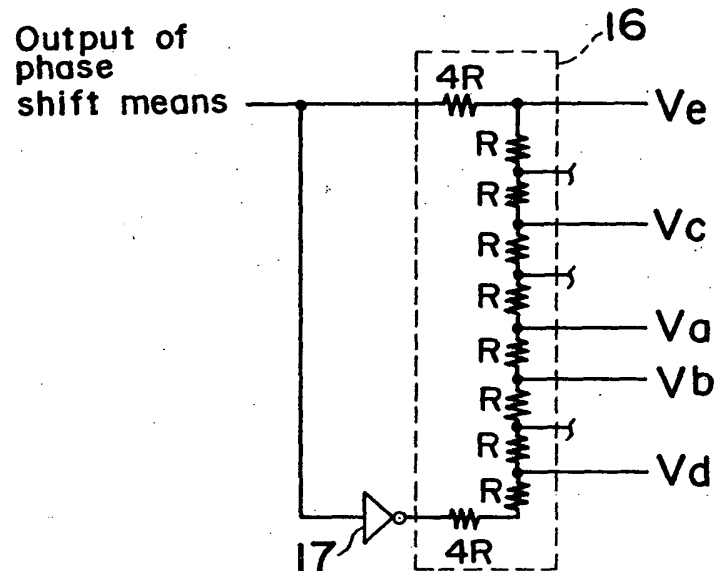 Output of
phase
shift means
16
4R
Ve
R
R
Vc
R
R
Va
R
Vb
R
R
Vd
R
17
4R